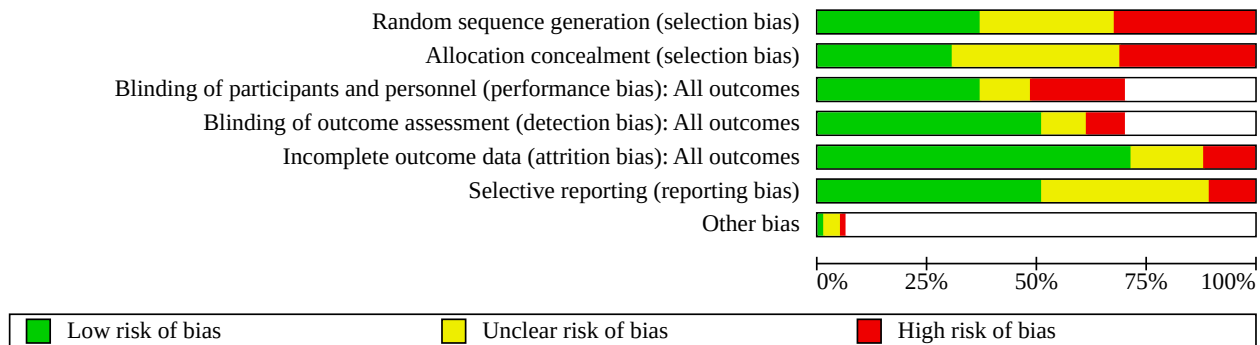 Random sequence generation (selection bias)
Allocation concealment (selection bias)
Blinding of participants and personnel (performance bias): All outcomes
Blinding of outcome assessment (detection bias): All outcomes
Incomplete outcome data (attrition bias): All outcomes
Selective reporting (reporting bias)
Other bias
0% 25% 50% 75% 100%
Low risk of bias Unclear risk of bias High risk of bias